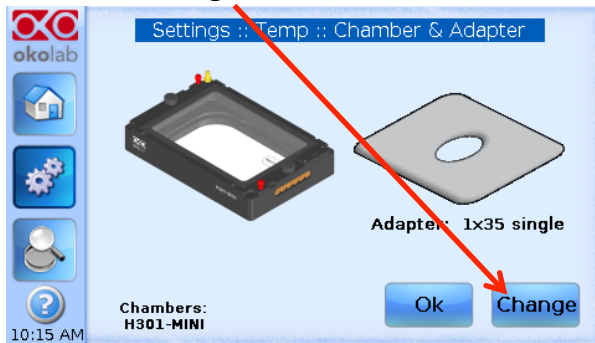 Settings :: Temp :: Chamber & Adapter
okolab
Adapter: 1x35 single
Chambers:
H301-MINI
Ok
Change
?
10:15 AM